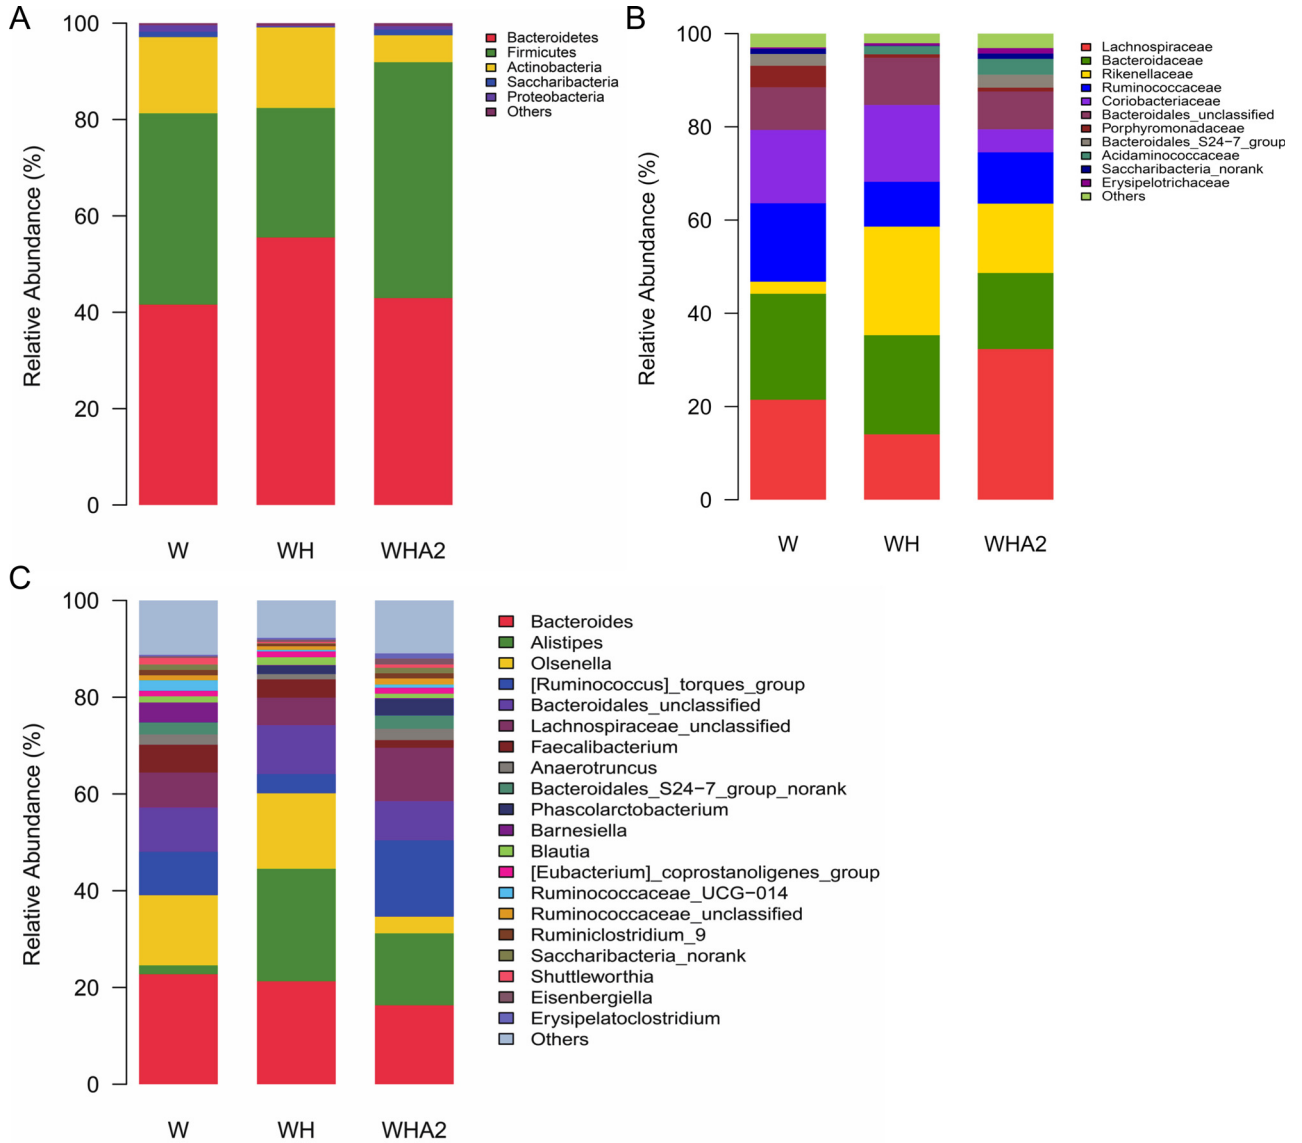 A
100
80
60
40
20
0
Relative Abundance (%)
W
WH
WHA2
Bacteroidetes
Firmicutes
Actinobacteria
Saccharibacteria
Proteobacteria
Others
B
100
80
60
40
20
0
Relative Abundance (%)
W
WH
WHA2
Lachnospiraceae
Bacteroidaceae
Rikenellaceae
Ruminococcaceae
Coriobacteriaceae
Bacteroidales_unclassified
Porphyromonadaceae
Bacteroidales_S24−7_group
Acidaminococcaceae
Saccharibacteria_norank
Erysipelotrichaceae
Others
C
100
80
60
40
20
0
Relative Abundance (%)
W
WH
WHA2
Bacteroides
Alistipes
Olsenella
[Ruminococcus]_torques_group
Bacteroidales_unclassified
Lachnospiraceae_unclassified
Faecalibacterium
Anaerotruncus
Bacteroidales_S24−7_group_norank
Phascolarctobacterium
Barnesiella
Blautia
[Eubacterium]_coprostanoligenes_group
Ruminococcaceae_UCG−014
Ruminococcaceae_unclassified
Ruminiclostridium_9
Saccharibacteria_norank
Shuttleworthia
Eisenbergiella
Erysipelatoclostridium
Others